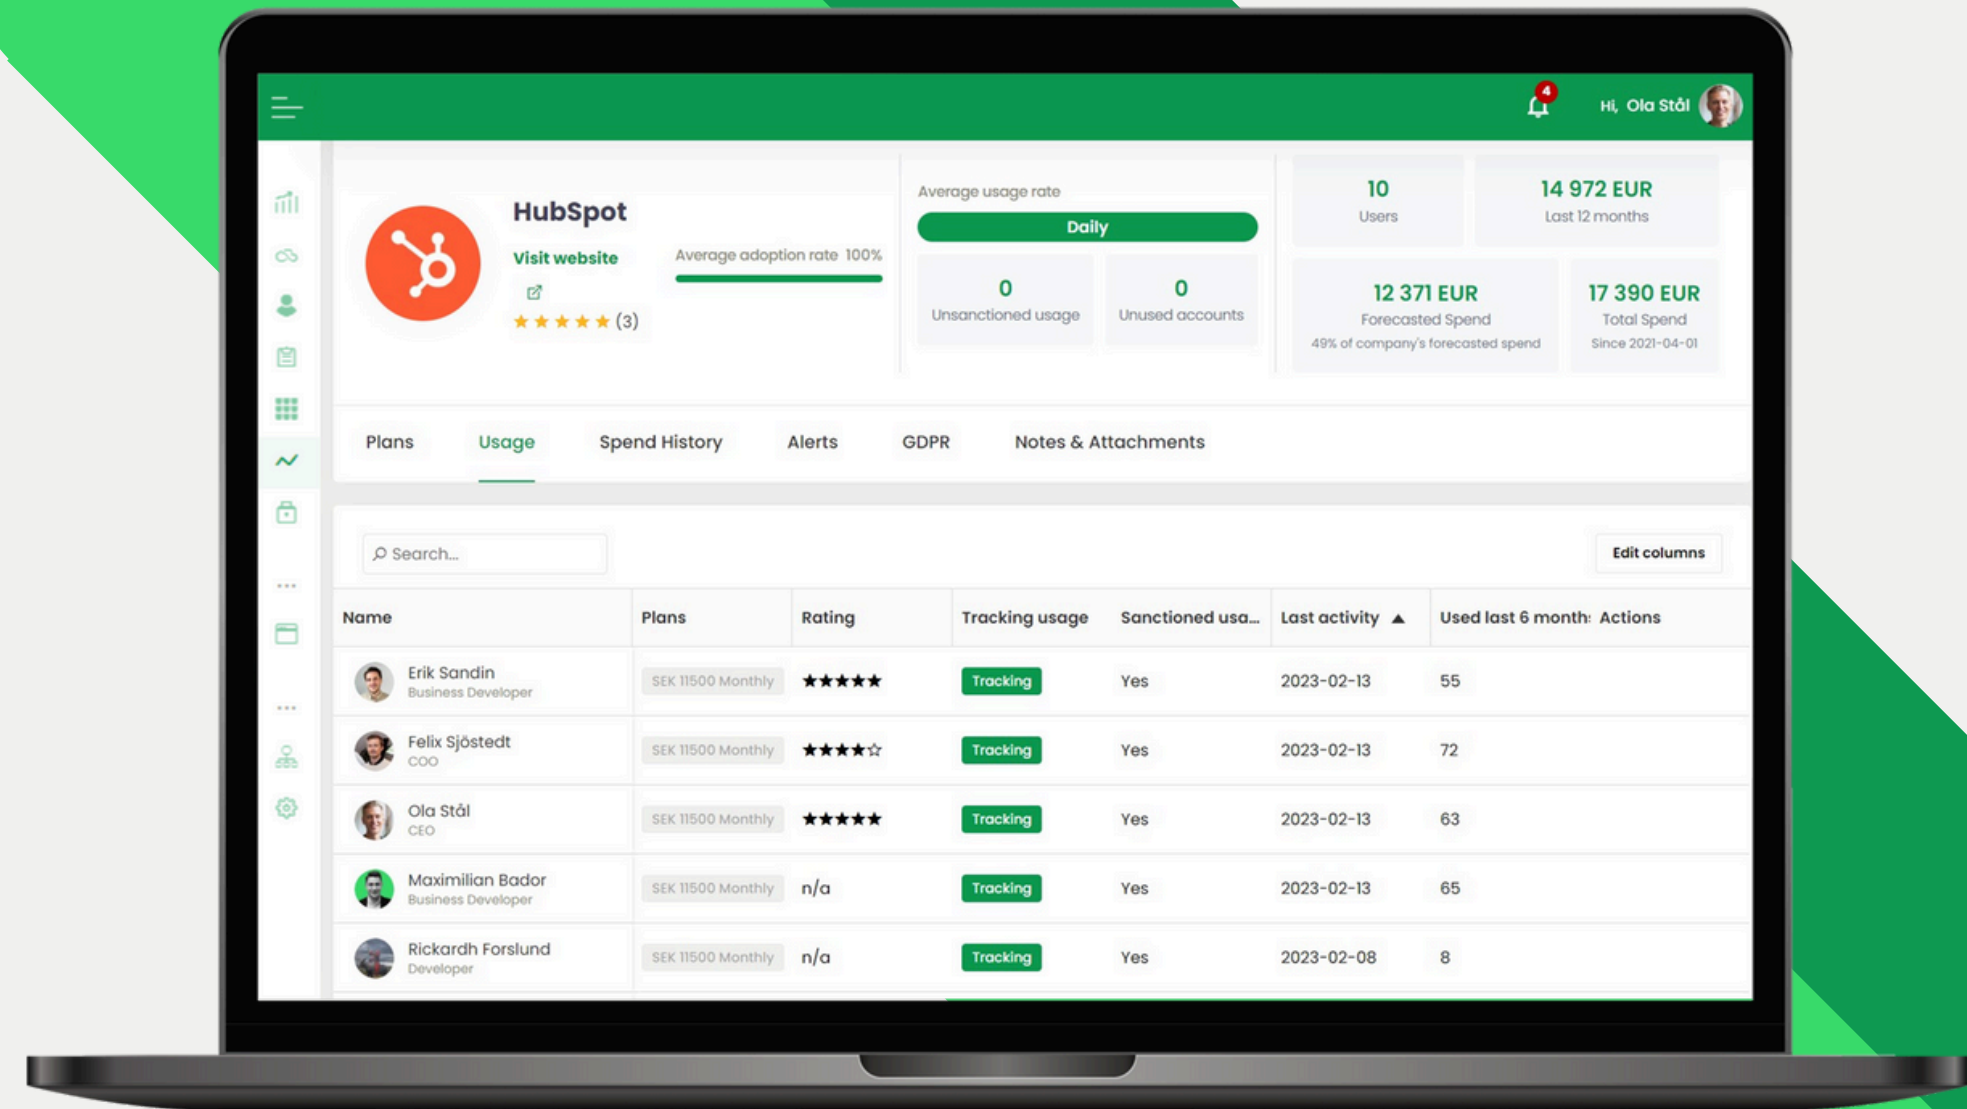 4
Hi, Ola Stål
HubSpot
Visit website
(3)
Average adoption rate 100%
Average usage rate
Daily
0
Unsanctioned usage
0
Unused accounts
10
Users
14 972 EUR
Last 12 months
12 371 EUR
Forecasted Spend
49% of company's forecasted spend
17 390 EUR
Total Spend
Since 2021-04-01
Plans Usage Spend History Alerts GDPR Notes & Attachments
Search...
Edit columns
Name Plans Rating Tracking usage Sanctioned usa... Last activity ▲ Used last 6 month Actions
Erik Sandin
Business Developer
SEK 11500 Monthly ★★★★★ Tracking Yes 2023-02-13 55
Felix Sjöstedt
COO
SEK 11500 Monthly ★★★★☆ Tracking Yes 2023-02-13 72
Ola Stål
CEO
SEK 11500 Monthly ★★★★★ Tracking Yes 2023-02-13 63
Maximilian Bador
Business Developer
SEK 11500 Monthly n/a Tracking Yes 2023-02-13 65
Rickardh Forslund
Developer
SEK 11500 Monthly n/a Tracking Yes 2023-02-08 8